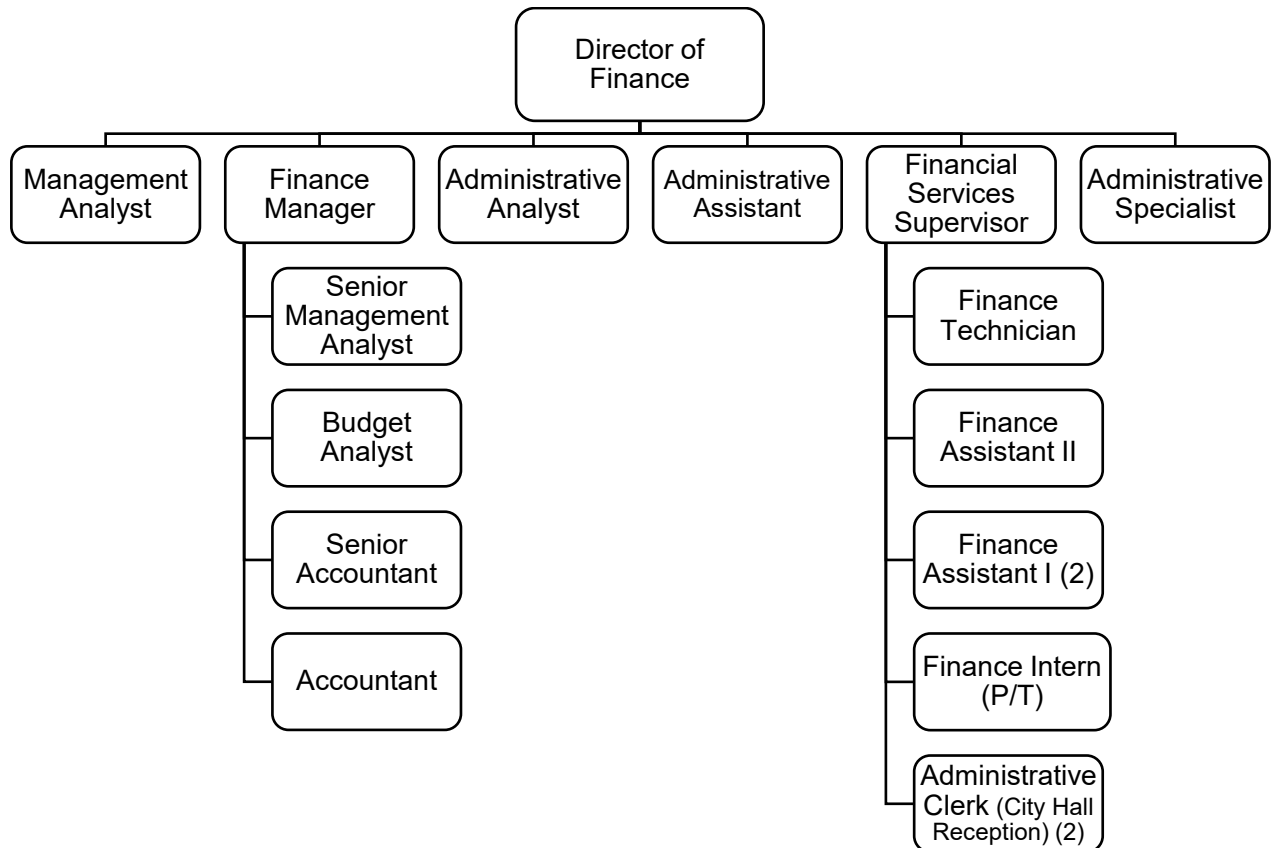 Director of
Finance
Management
Analyst
Finance
Manager
Administrative
Analyst
Administrative
Assistant
Financial
Services
Supervisor
Administrative
Specialist
Senior
Management
Analyst
Budget
Analyst
Senior
Accountant
Accountant
Finance
Technician
Finance
Assistant II
Finance
Assistant I (2)
Finance Intern
(P/T)
Administrative
Clerk (City Hall
Reception) (2)